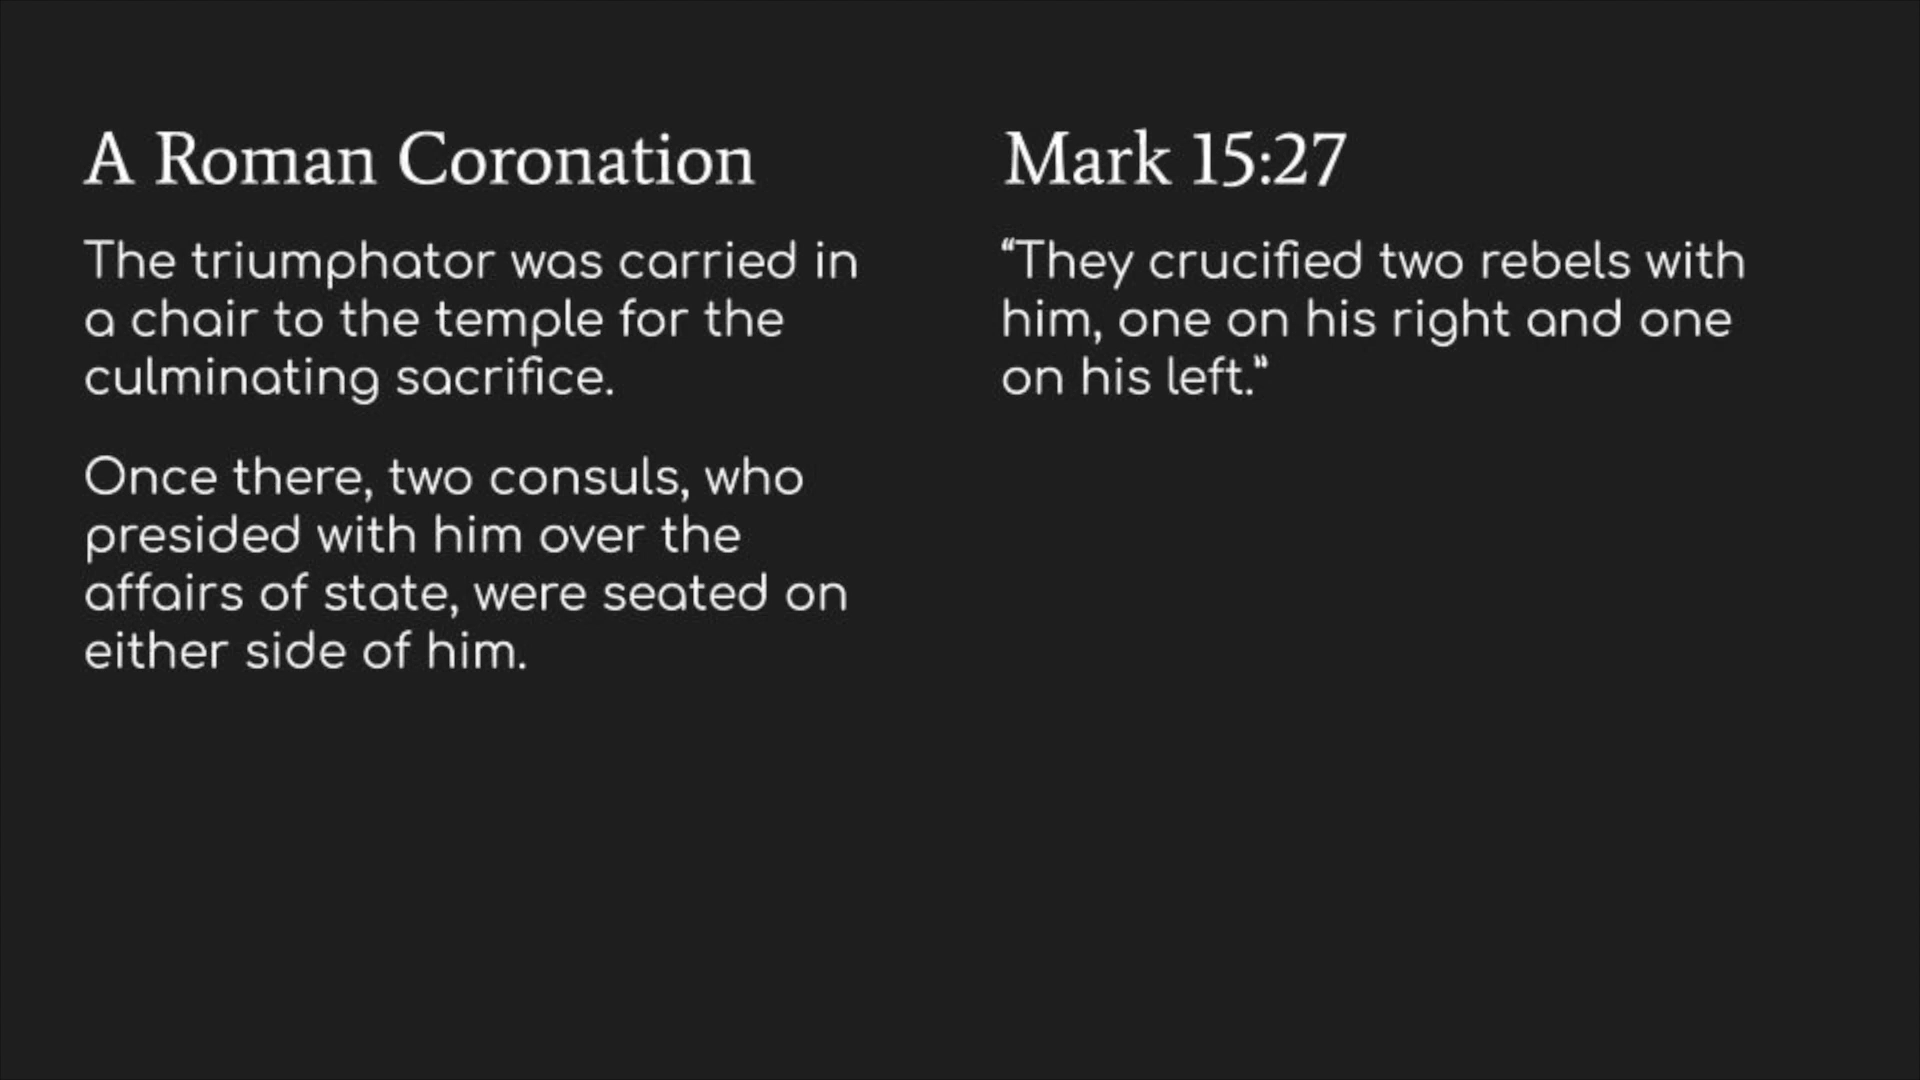 A Roman Coronation
The triumphator was carried in
a chair to the temple for the
culminating sacrifice.
Once there, two consuls, who
presided with him over the
affairs of state, were seated on
either side of him.
Mark 15:27
“They crucified two rebels with
him, one on his right and one
on his left.”